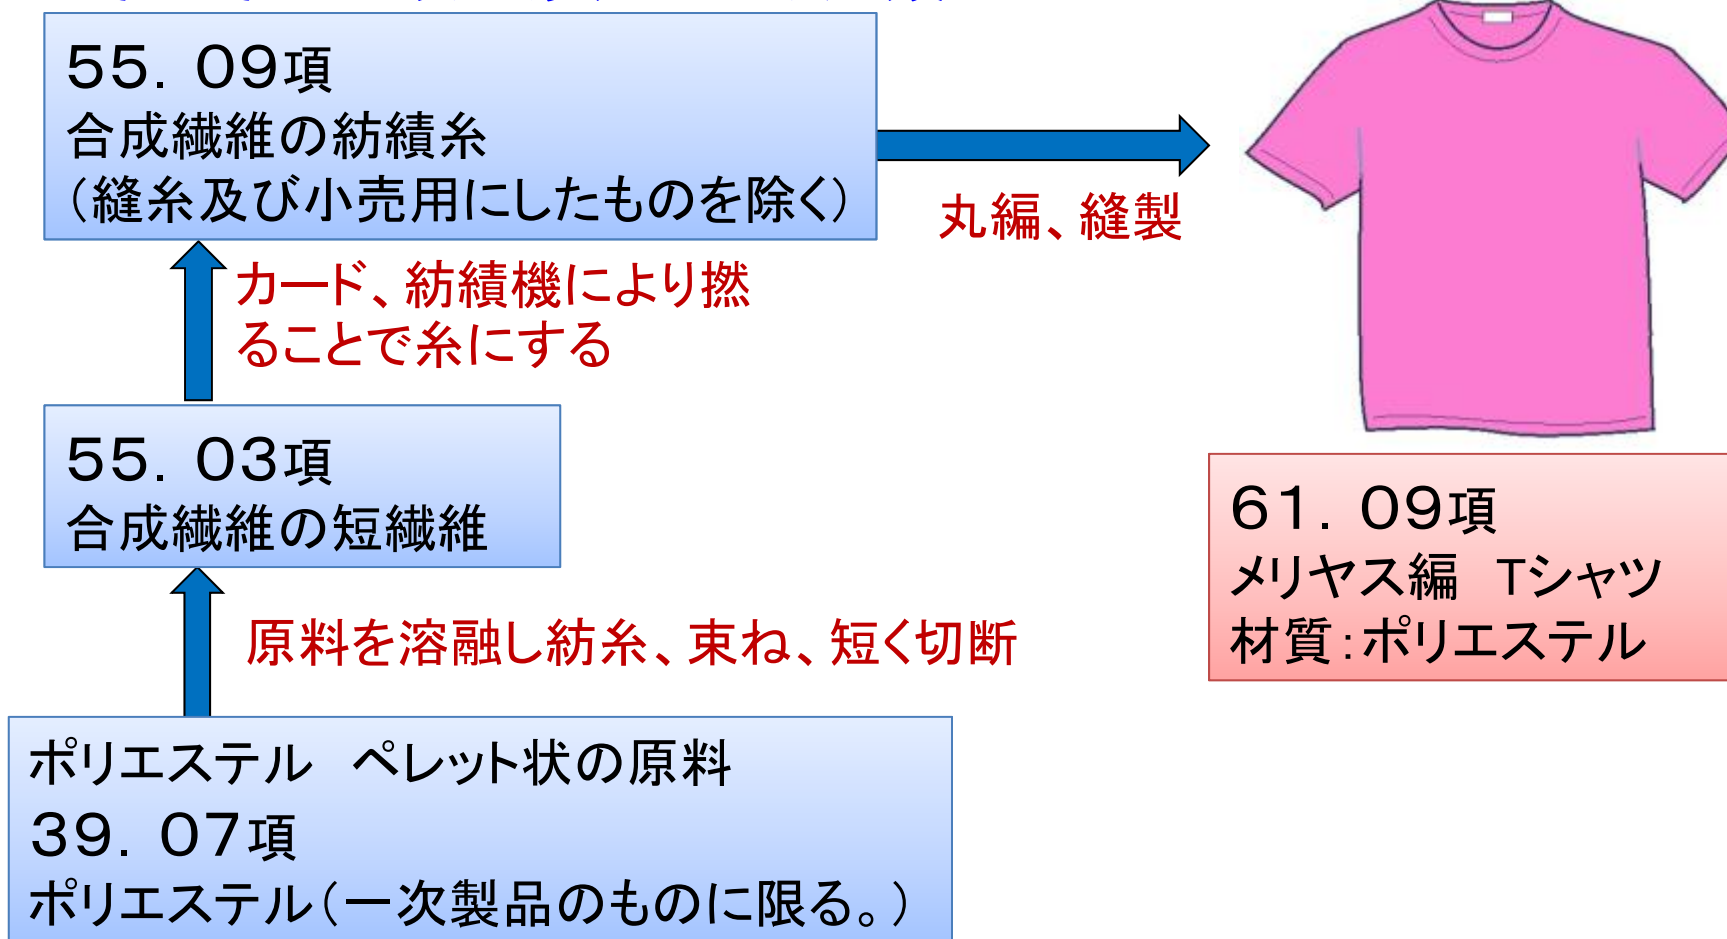 55．09項
合成繊維の紡績糸
（縫糸及び小売用にしたものを除く）
丸編、縫製
カード、紡績機により撚
ることで糸にする
55．03項
合成繊維の短繊維
61．09項
メリヤス編　Tシャツ
材質：ポリエステル
原料を溶融し紡糸、束ね、短く切断
ポリエステル　ペレット状の原料
39．07項
ポリエステル（一次製品のものに限る。）